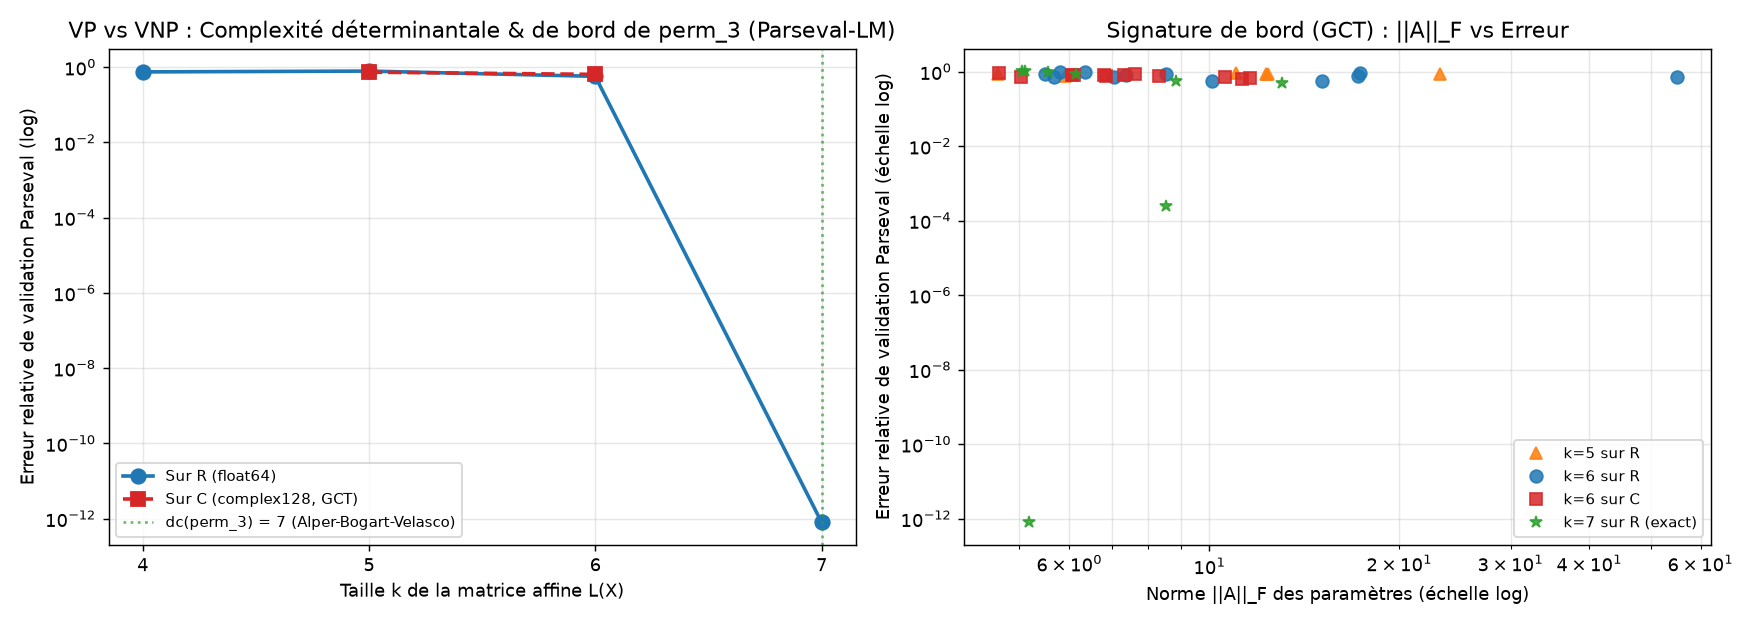 VP vs VNP : Complexité déterminantale & de bord de perm_3 (Parseval-LM)
Erreur relative de validation Parseval (log)
10^0
10^-2
10^-4
10^-6
10^-8
10^-10
10^-12
Sur R (float64)
Sur C (complex128, GCT)
dc(perm_3) = 7 (Alper-Bogart-Velasco)
4
5
6
7
Taille k de la matrice affine L(X)
Signature de bord (GCT) : ||A||_F vs Erreur
Erreur relative de validation Parseval (échelle log)
10^0
10^-2
10^-4
10^-6
10^-8
10^-10
10^-12
k=5 sur R
k=6 sur R
k=6 sur C
k=7 sur R (exact)
6 × 10^0
10^1
2 × 10^1
3 × 10^1
4 × 10^1
6 × 10^1
Norme ||A||_F des paramètres (échelle log)